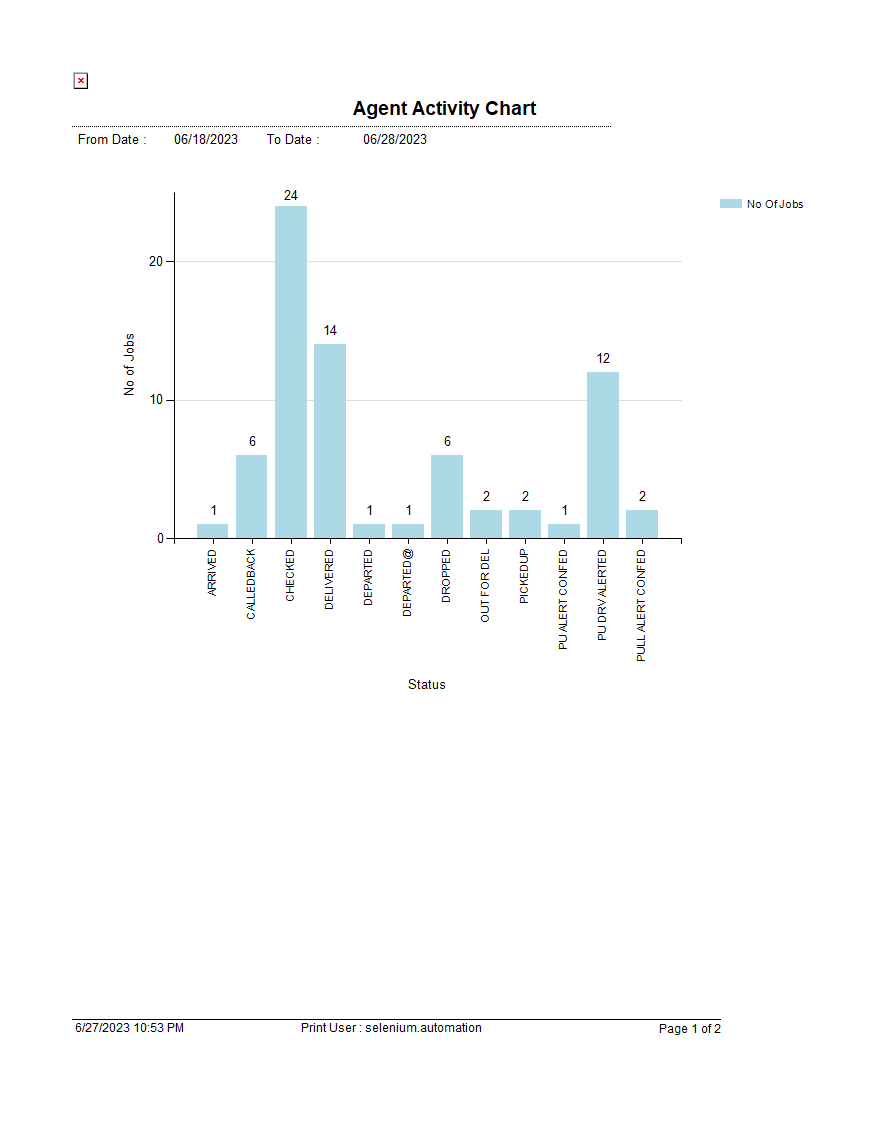 Agent Activity Chart
From Date : 06/18/2023 To Date : 06/28/2023
24
No Of Jobs
20
14
No of Jobs
12
10
6
6
2
2
2
1
1
1
1
0
ARRIVED
CALLEDBACK
CHECKED
DELIVERED
DEPARTED
DEPARTED@
DROPPED
OUT FOR DEL
PICKEDUP
PU ALERT CONFED
PU DRV ALERTED
PULL ALERT CONFED
Status
6/27/2023 10:53 PM Print User : selenium.automation Page 1 of 2